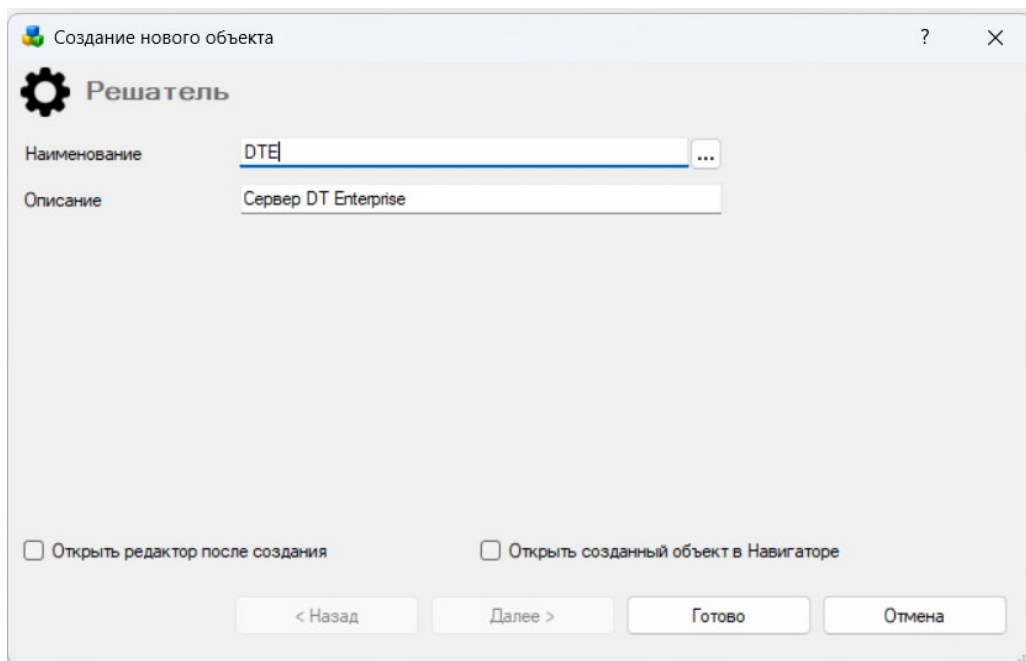 Создание нового объекта ?
Решатель
Наименование DTE ...
Описание Сервер DT Enterprise
Открыть редактор после создания Открыть созданный объект в Навигаторе
< Назад Далее > Готово Отмена